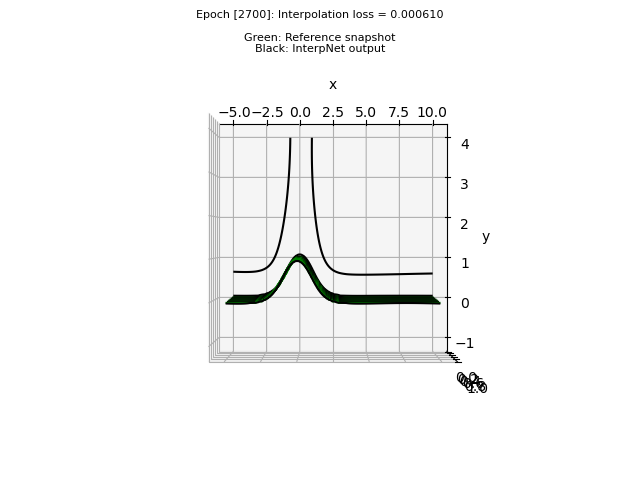 Epoch [2700]: Interpolation loss = 0.000610
Green: Reference snapshot
Black: InterpNet output
x
−5.0 −2.5 0.0 2.5 5.0 7.5 10.0
4
3
2
y
1
0
−1